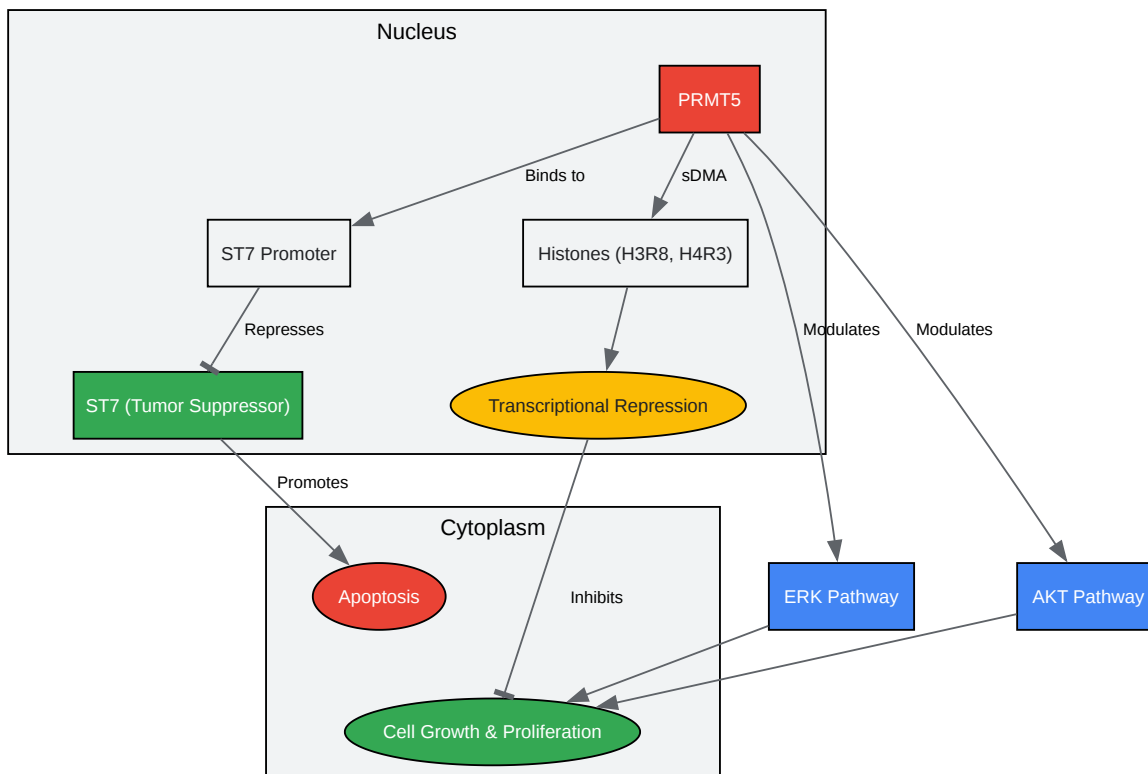 Nucleus
PRMT5
Binds to
sDMA
ST7 Promoter
Histones (H3R8, H4R3)
Represses
Modulates
Modulates
ST7 (Tumor Suppressor)
Transcriptional Repression
Promotes
Cytoplasm
Apoptosis
Inhibits
ERK Pathway
AKT Pathway
Cell Growth & Proliferation